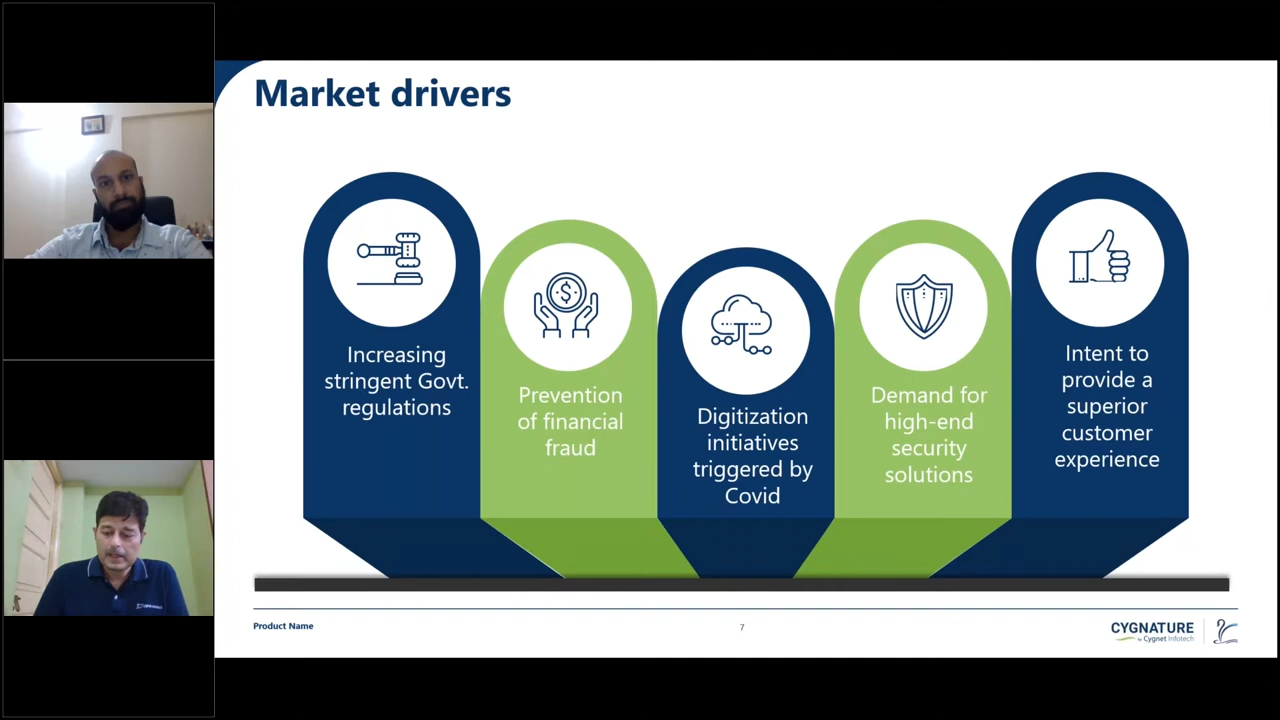 Market drivers
Increasing
stringent Govt.
regulations
Prevention
of financial
fraud
Digitization
initiatives
triggered by
Covid
Demand for
high-end
security
solutions
Intent to
provide a
superior
customer
experience
Product Name
7
CYGNATURE
by Cygnet Infotech